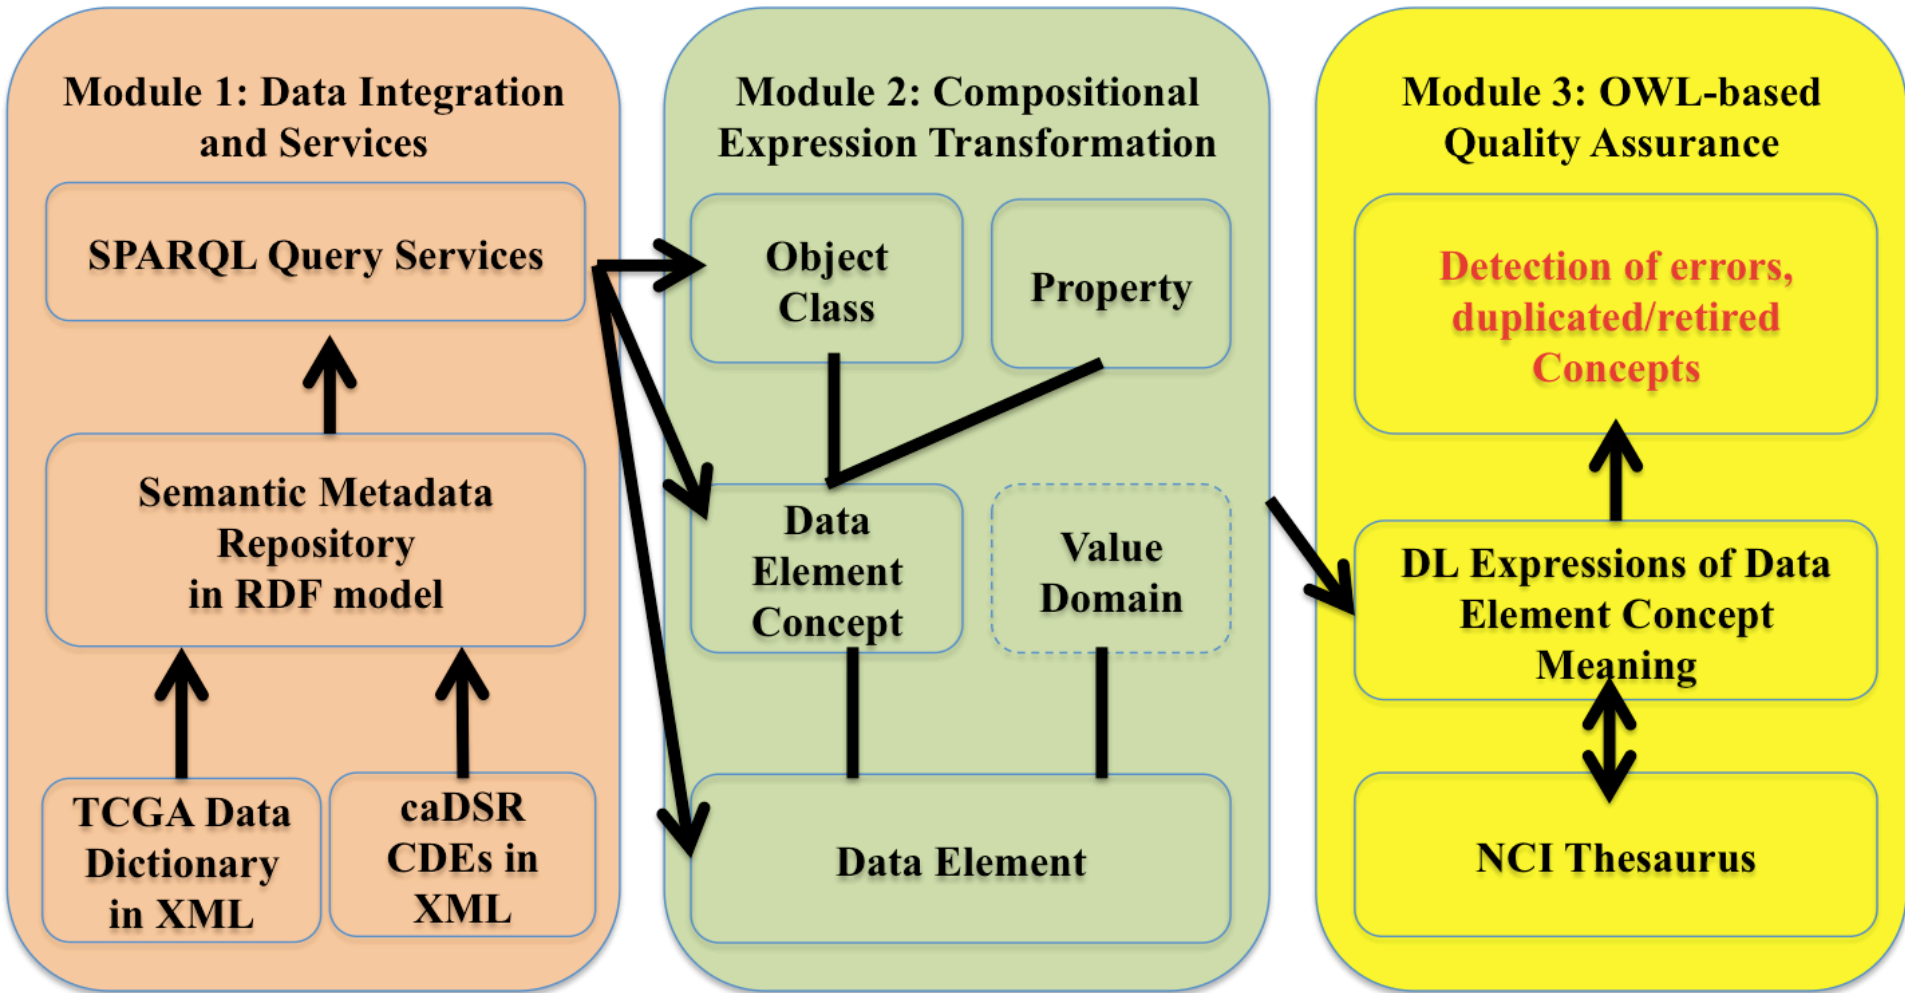 Module 1: Data Integration
and Services
SPARQL Query Services
Semantic Metadata
Repository
in RDF model
TCGA Data
Dictionary
in XML
caDSR
CDEs in
XML
Module 2: Compositional
Expression Transformation
Object
Class
Property
Data
Element
Concept
Value
Domain
Data Element
Module 3: OWL-based
Quality Assurance
Detection of errors,
duplicated/retired
Concepts
DL Expressions of Data
Element Concept
Meaning
NCI Thesaurus